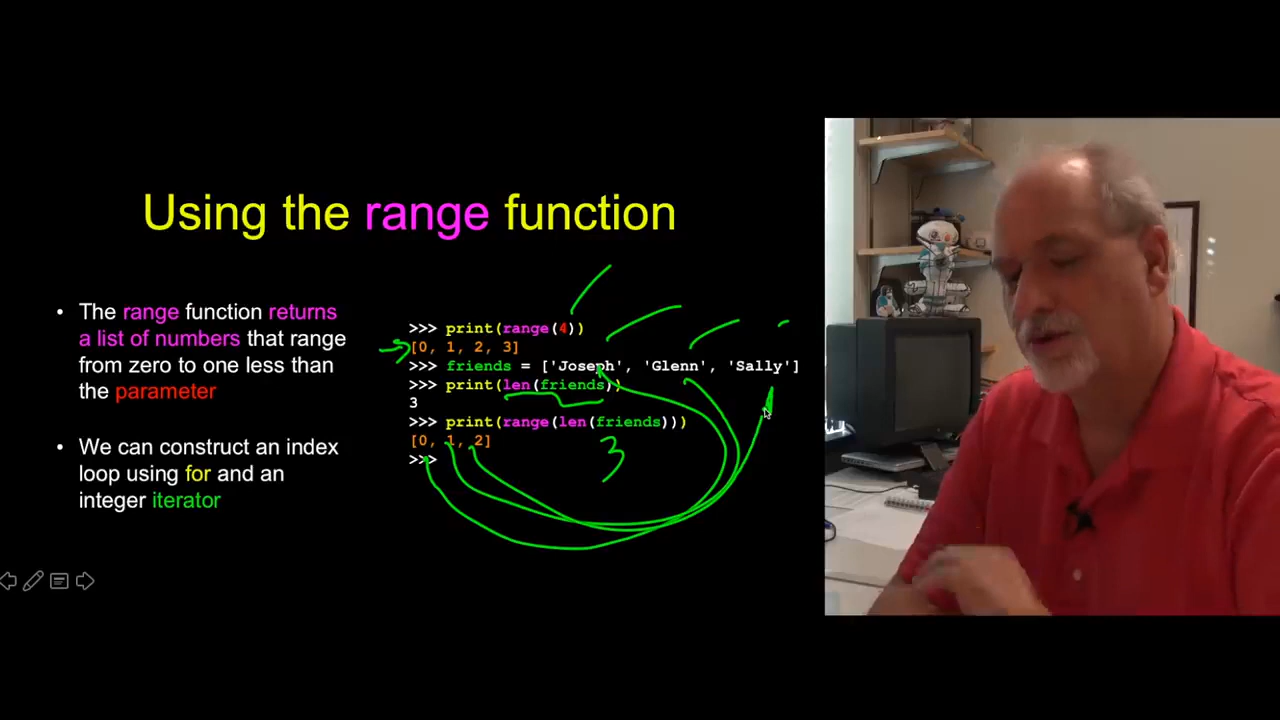 Using the range function
• The range function returns
a list of numbers that range
from zero to one less than
the parameter
• We can construct an index
loop using for and an
integer iterator
>>> print(range(4))
[0, 1, 2, 3]
>>> friends = ['Joseph', 'Glenn', 'Sally']
>>> print(len(friends))
3
>>> print(range(len(friends)))
[0, 1, 2]
>>>
3